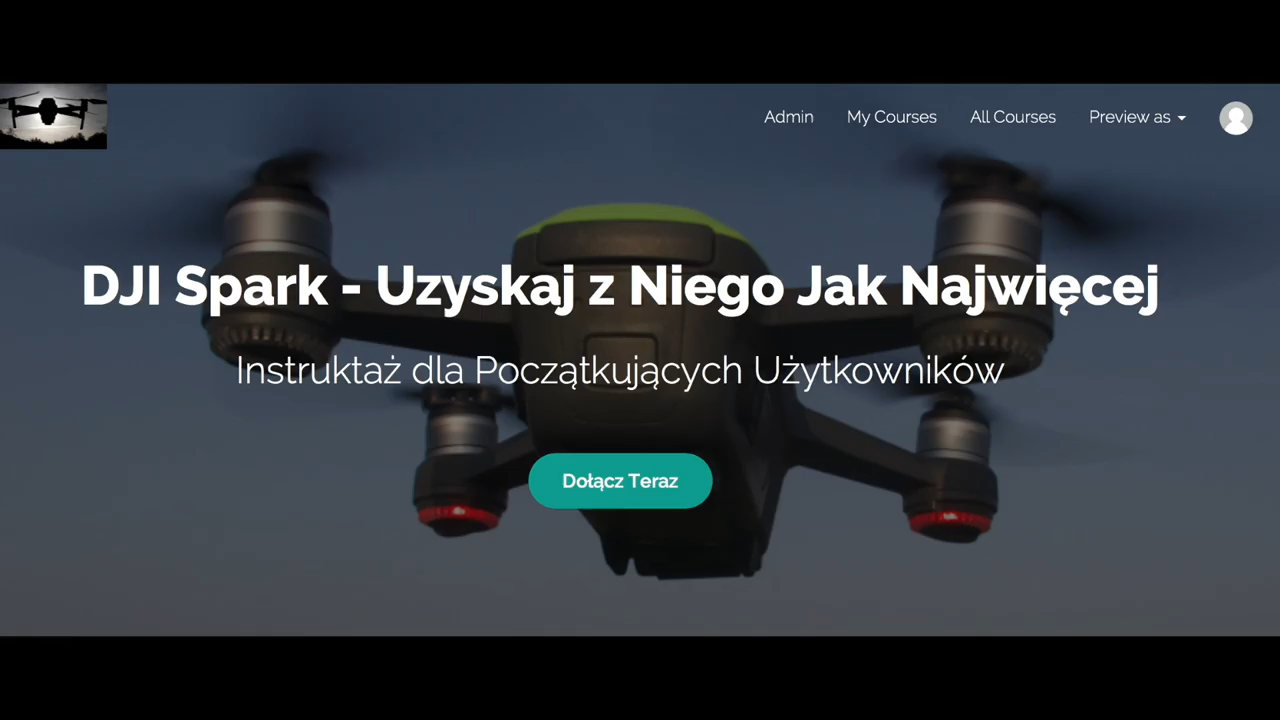 Admin My Courses All Courses Preview as
DJI Spark - Uzyskaj z Niego Jak Najwięcej
Instruktaż dla Początkujących Użytkowników
Dołącz Teraz